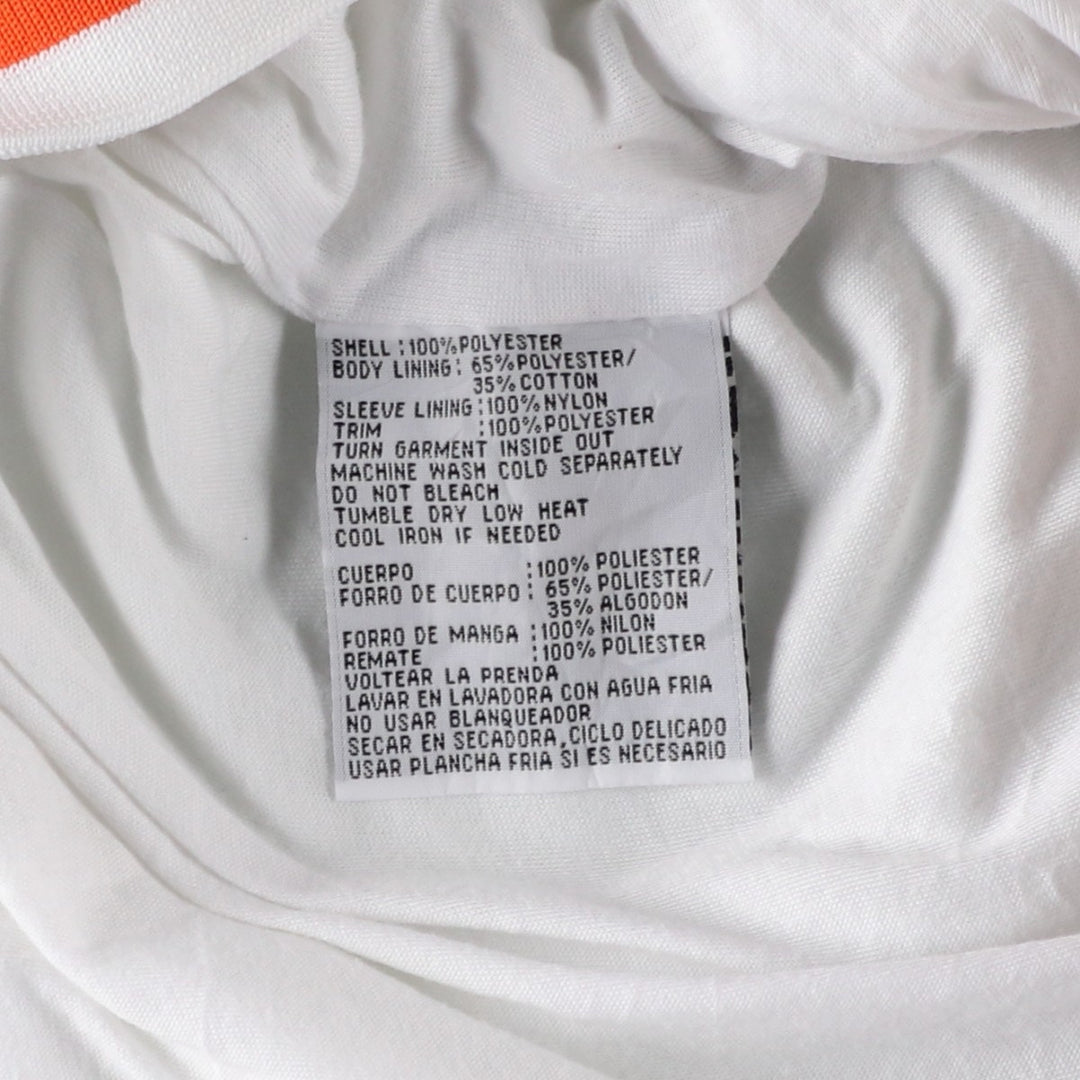 SHELL :100%POLYESTER
BODY LINING: 65%POLYESTER/
35%COTTON
SLEEVE LINING:100%NYLON
TRIM :100%POLYESTER
TURN GARMENT INSIDE OUT
MACHINE WASH COLD SEPARATELY
DO NOT BLEACH
TUMBLE DRY LOW HEAT
COOL IRON IF NEEDED
CUERPO :100% POLIESTER
FORRO DE CUERPO : 65% POLIESTER/
35% ALGODON
FORRO DE MANGA :100% NILON
REMATE :100% POLIESTER
VOLTEAR LA PRENDA
LAVAR EN LAVADORA CON AGUA FRIA
NO USAR BLANQUEADOR
SECAR EN SECADORA,CICLO DELICADO
USAR PLANCHA FRIA SI ES NECESARIO